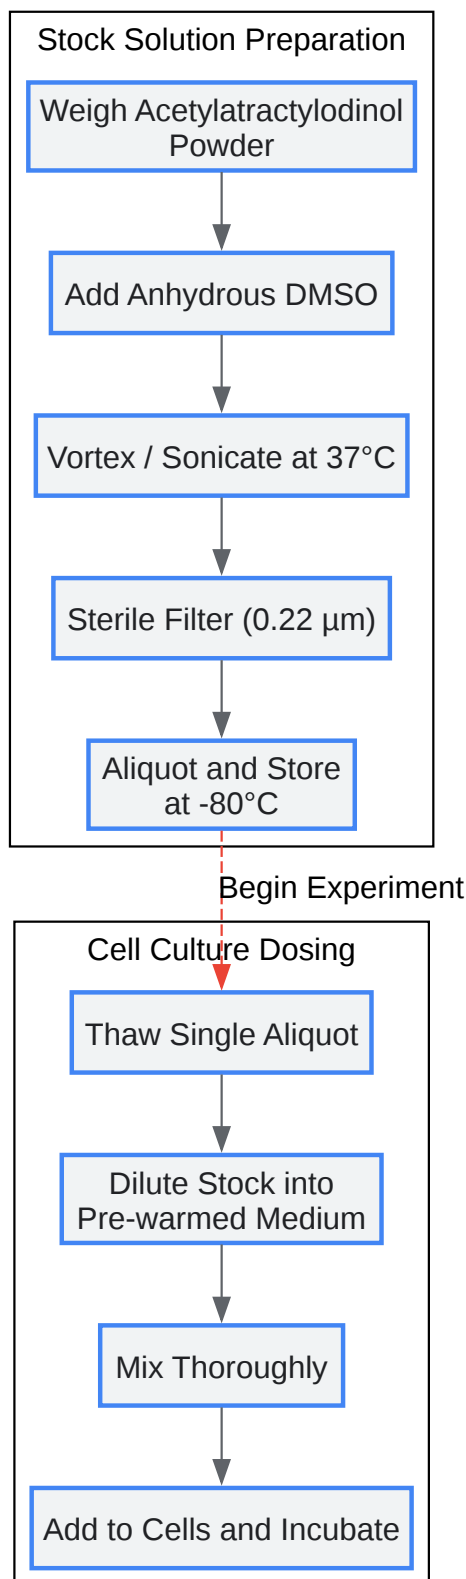 Stock Solution Preparation
Weigh Acetylatractylodinol
Powder
Add Anhydrous DMSO
Vortex / Sonicate at 37°C
Sterile Filter (0.22 µm)
Aliquot and Store
at -80°C
Begin Experiment
Cell Culture Dosing
Thaw Single Aliquot
Dilute Stock into
Pre-warmed Medium
Mix Thoroughly
Add to Cells and Incubate